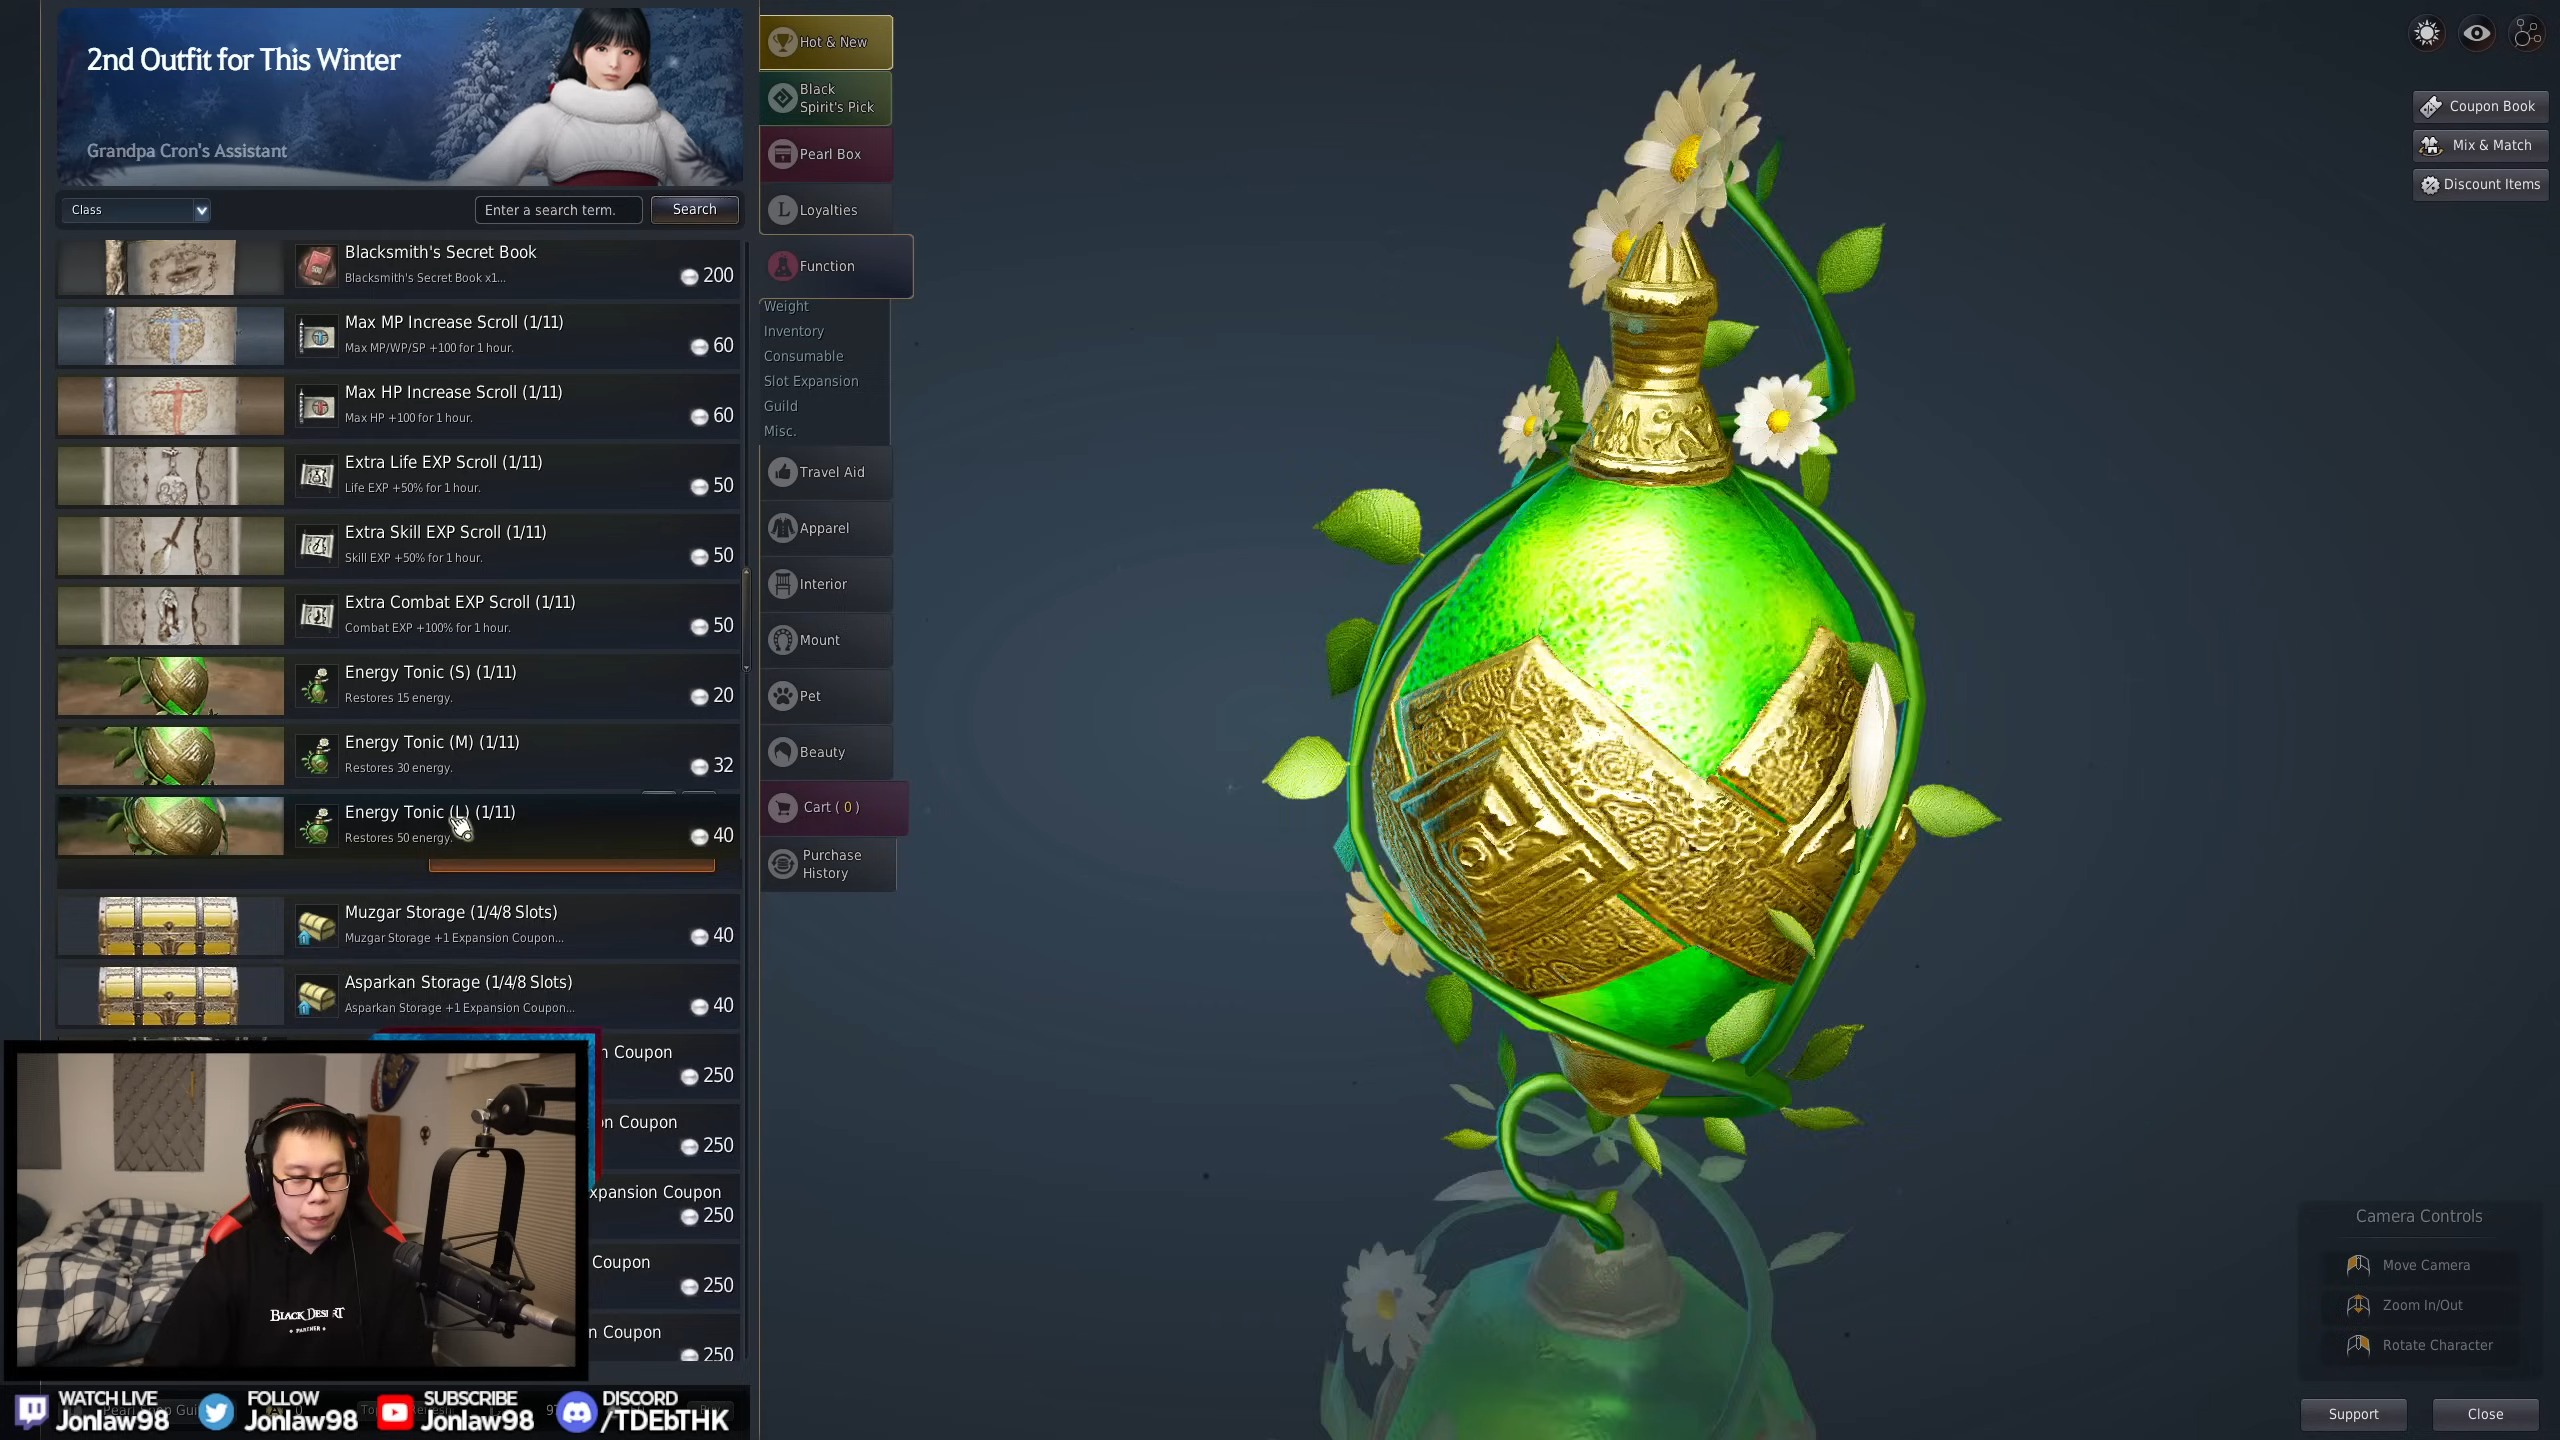 2nd Outfit for This Winter
Grandpa Cron's Assistant
Class
Enter a search term.
Search
Blacksmith's Secret Book
Blacksmith's Secret Book x1...
200
Max MP Increase Scroll (1/11)
Max MP/WP/SP +100 for 1 hour.
60
Max HP Increase Scroll (1/11)
Max HP +100 for 1 hour.
60
Extra Life EXP Scroll (1/11)
Life EXP +50% for 1 hour.
50
Extra Skill EXP Scroll (1/11)
Skill EXP +50% for 1 hour.
50
Extra Combat EXP Scroll (1/11)
Combat EXP +100% for 1 hour.
50
Energy Tonic (S) (1/11)
Restores 15 energy.
20
Energy Tonic (M) (1/11)
Restores 30 energy.
32
Energy Tonic (L) (1/11)
Restores 50 energy.
40
Muzgar Storage (1/4/8 Slots)
Muzgar Storage +1 Expansion Coupon...
40
Asparkan Storage (1/4/8 Slots)
Asparkan Storage +1 Expansion Coupon...
40
n Coupon
250
on Coupon
250
xpansion Coupon
250
Coupon
250
n Coupon
250
Hot & New
Black
Spirit's Pick
Pearl Box
Loyalties
Function
Weight
Inventory
Consumable
Slot Expansion
Guild
Misc.
Travel Aid
Apparel
Interior
Mount
Pet
Beauty
Cart ( 0 )
Purchase
History
Coupon Book
Mix & Match
Discount Items
Camera Controls
Move Camera
Zoom In/Out
Rotate Character
Support
Close
BLACK DESERT
PARTNER
WATCH LIVE
Jonlaw98
FOLLOW
Jonlaw98
SUBSCRIBE
Jonlaw98
DISCORD
/TDEbTHK